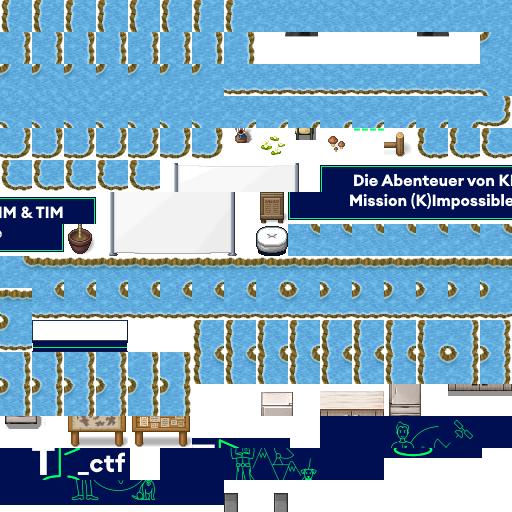 Die Abenteuer von
Mission (K)Impossible
IM & TIM
_ctf